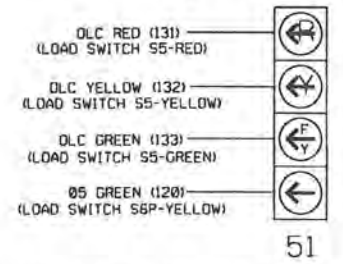 OLC RED (131)
(LOAD SWITCH S5-RED)
R
OLC YELLOW (132)
(LOAD SWITCH S5-YELLOW)
Y
OLC GREEN (133)
(LOAD SWITCH S5-GREEN)
F
Y
Ø5 GREEN (120)
(LOAD SWITCH S6P-YELLOW)
51